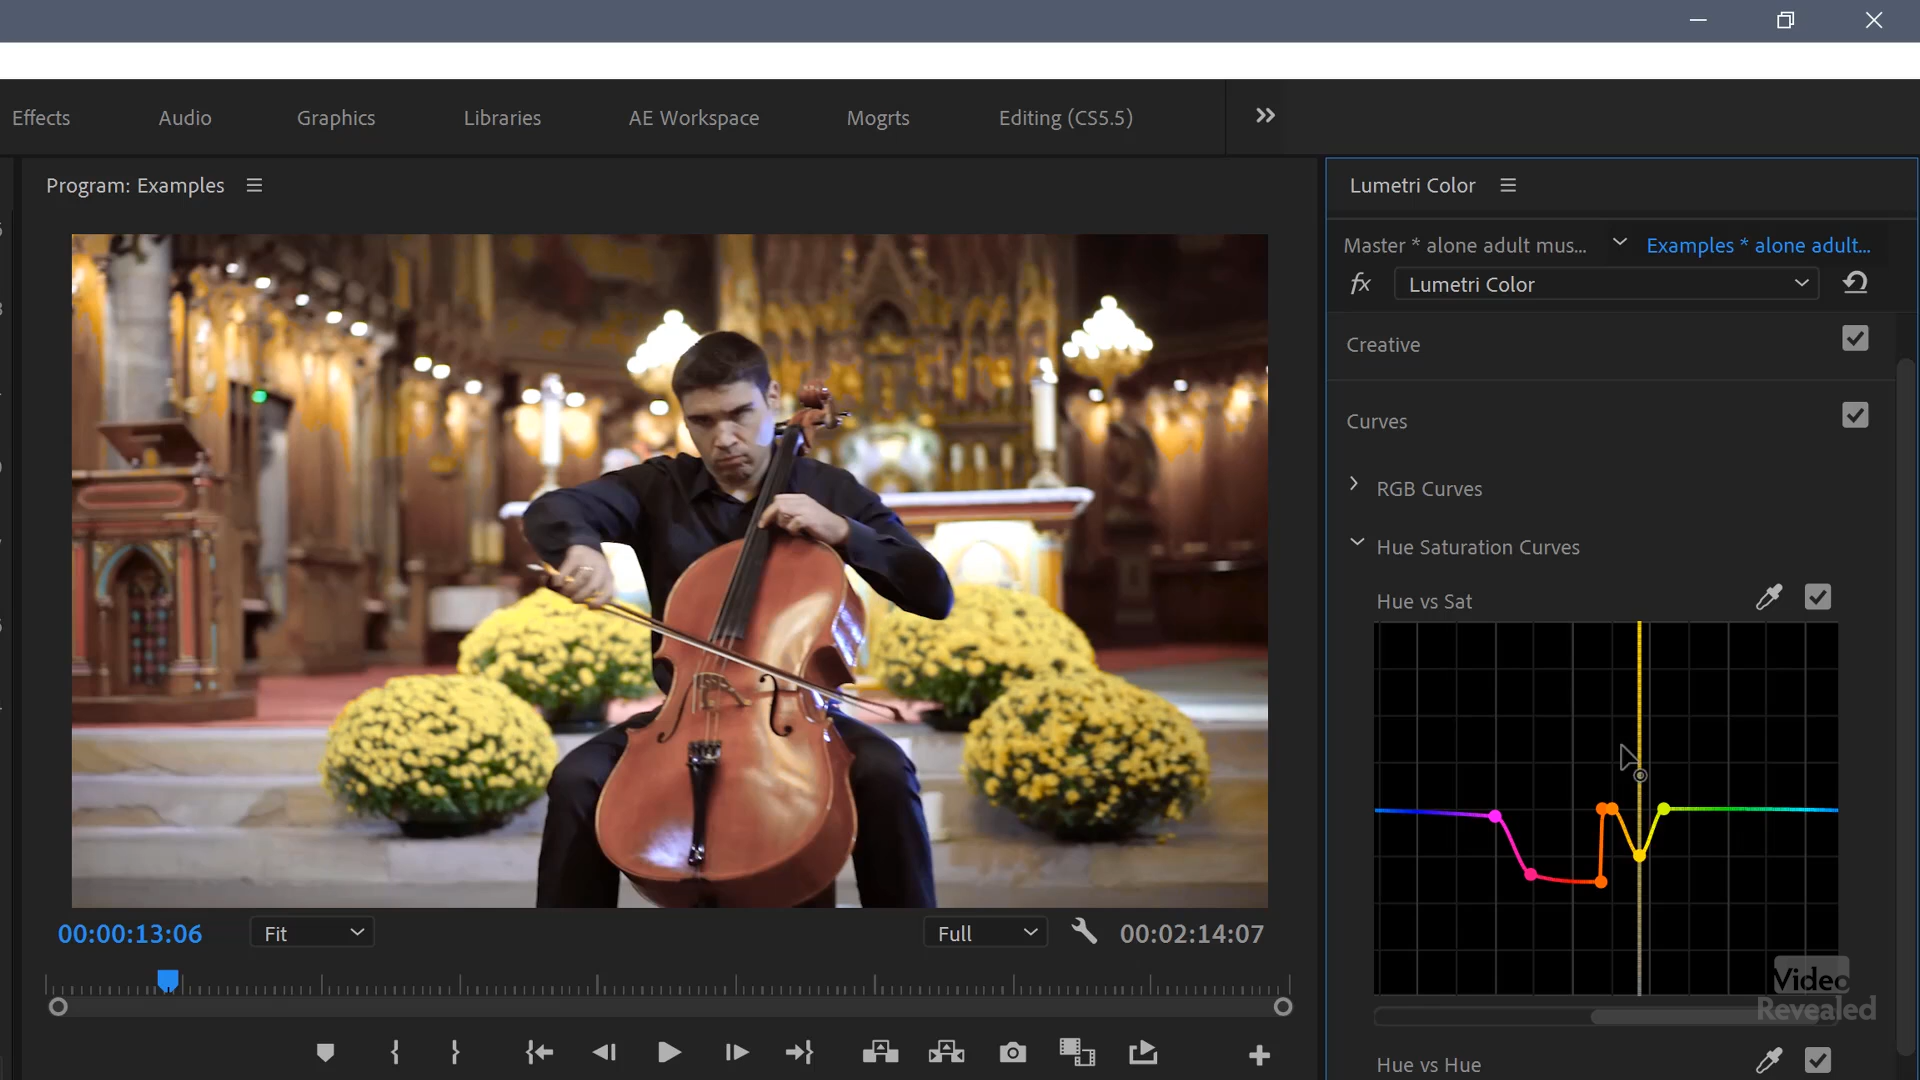 Effects Audio Graphics Libraries AE Workspace Mogrts Editing (CS5.5)
Program: Examples
Lumetri Color
Master * alone adult mus... Examples * alone adult...
fx Lumetri Color
Creative
Curves
RGB Curves
Hue Saturation Curves
Hue vs Sat
00:00:13:06 Fit Full 00:02:14:07
Video
Revealed
Hue vs Hue